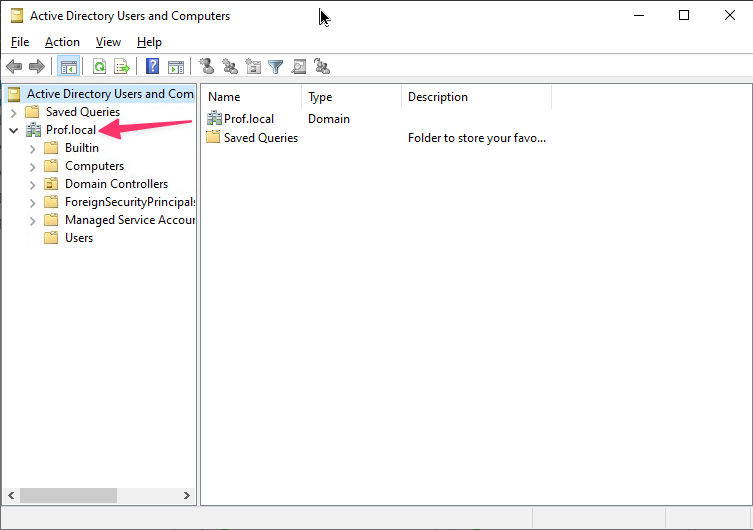 Active Directory Users and Computers
File Action View Help
Active Directory Users and Com
Saved Queries
Prof.local
Builtin
Computers
Domain Controllers
ForeignSecurityPrincipals
Managed Service Accour
Users
Name Type Description
Prof.local Domain
Saved Queries Folder to store your favo...